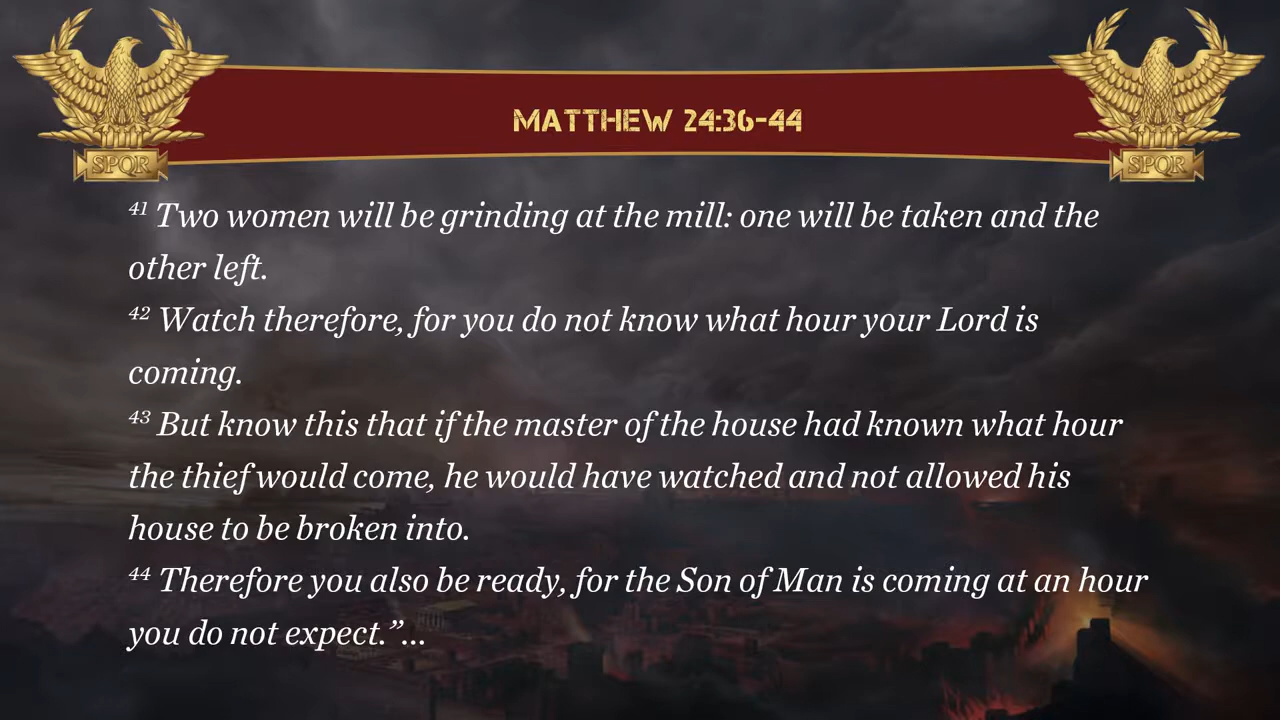 SPQR
SPQR
MATTHEW 24:36-44
⁴¹ Two women will be grinding at the mill: one will be taken and the
other left.
⁴² Watch therefore, for you do not know what hour your Lord is
coming.
⁴³ But know this that if the master of the house had known what hour
the thief would come, he would have watched and not allowed his
house to be broken into.
⁴⁴ Therefore you also be ready, for the Son of Man is coming at an hour
you do not expect.”...